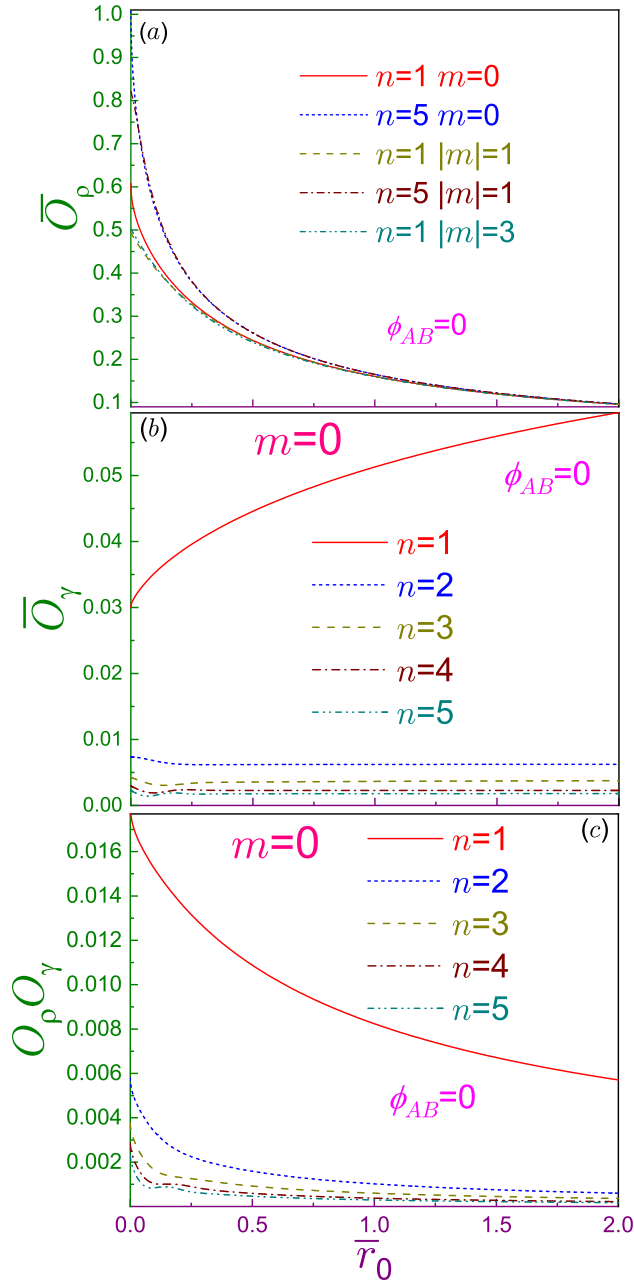 (a)
1.0
0.9
0.8
0.7
0.6
0.5
0.4
0.3
0.2
0.1
O̅ρ
n=1 m=0
n=5 m=0
n=1 |m|=1
n=5 |m|=1
n=1 |m|=3
ϕAB=0
(b)
m=0
ϕAB=0
0.05
0.04
0.03
0.02
0.01
0.00
O̅γ
n=1
n=2
n=3
n=4
n=5
(c)
m=0
0.016
0.014
0.012
0.010
0.008
0.006
0.004
0.002
OρOγ
n=1
n=2
n=3
n=4
n=5
ϕAB=0
0.0 0.5 1.0 1.5 2.0
r̅0